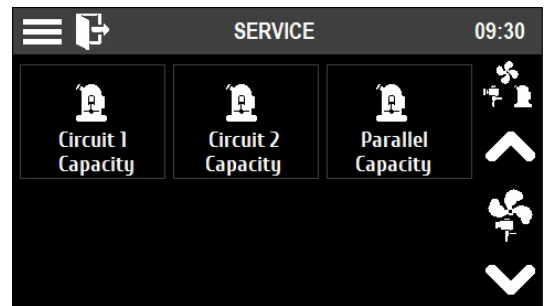 SERVICE
09:30
Circuit 1
Capacity
Circuit 2
Capacity
Parallel
Capacity